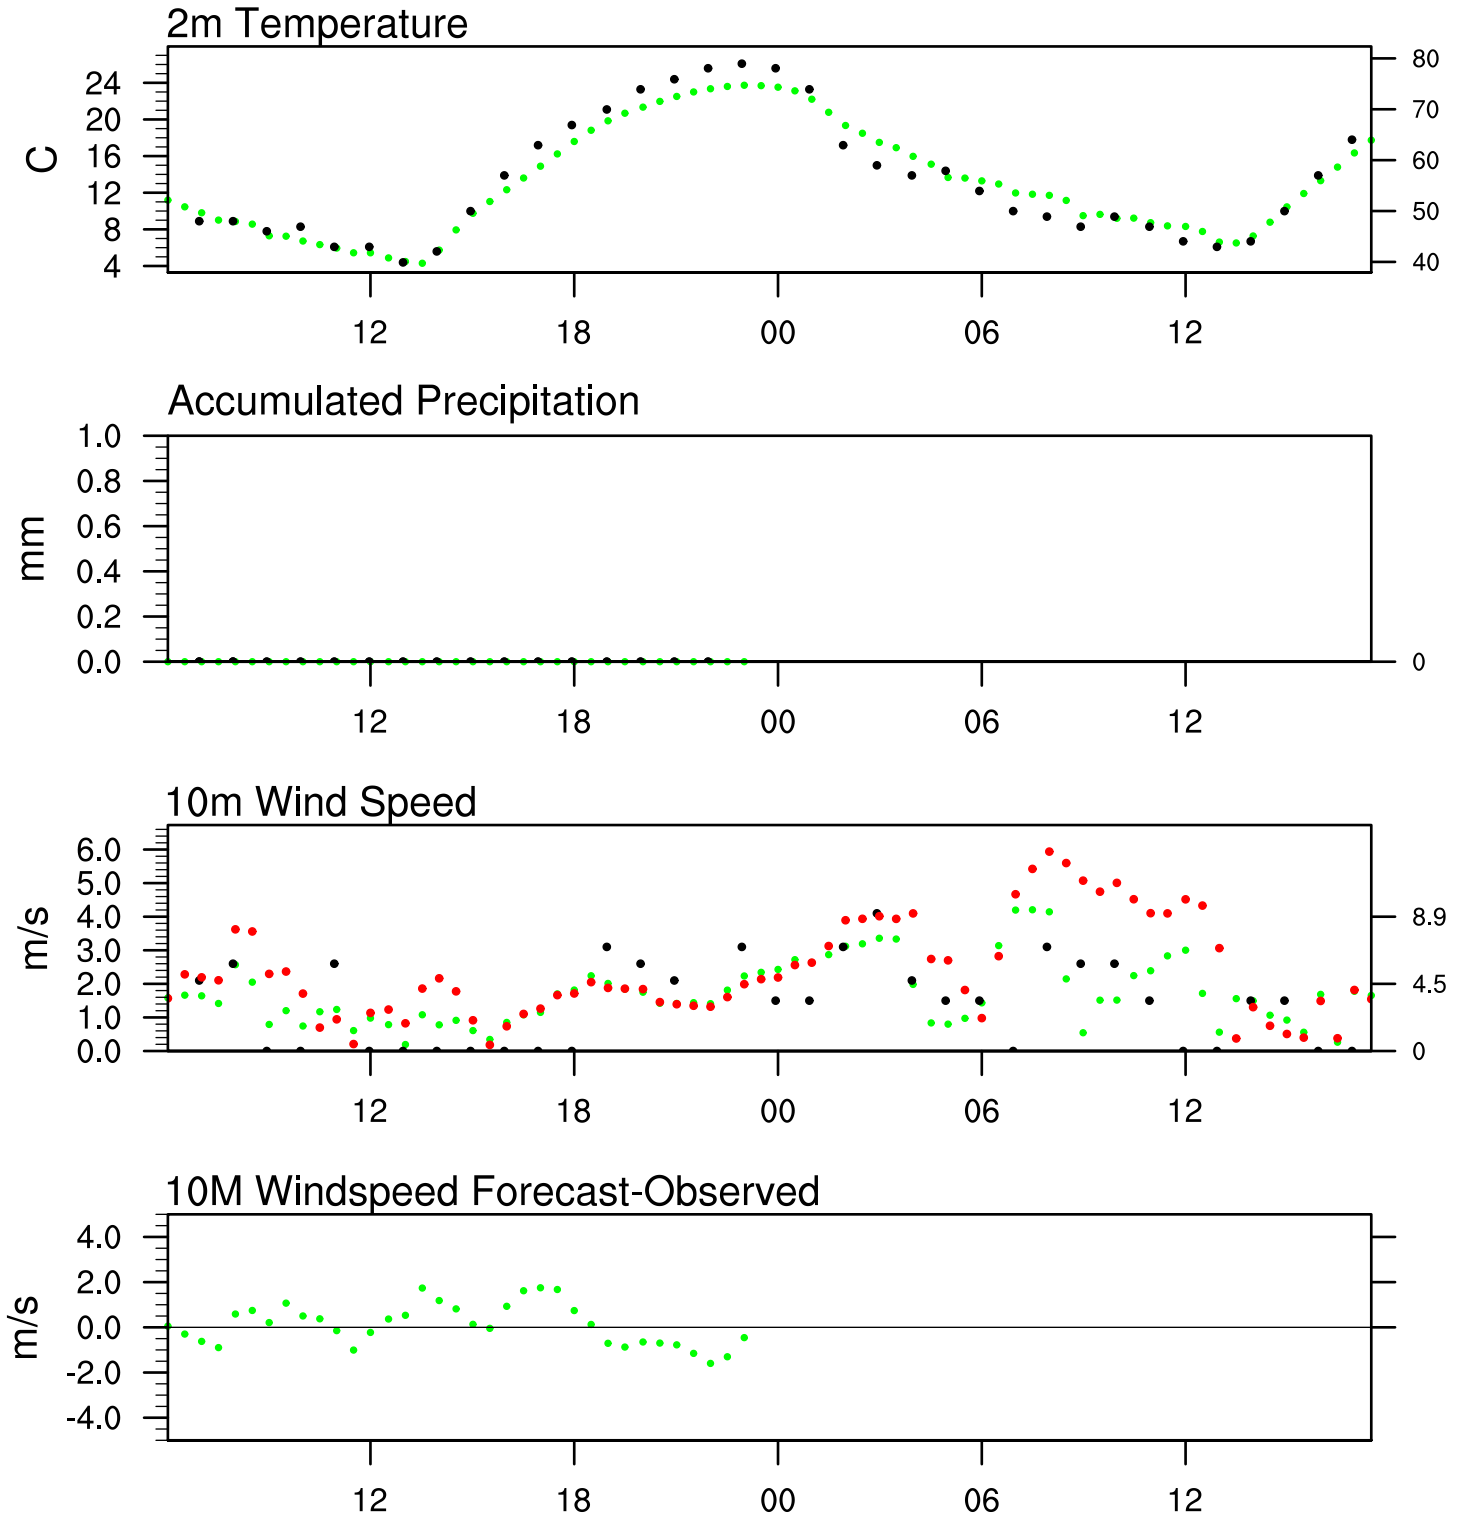 2m Temperature
24 80
20 70
C 16 60
12
8 50
4 40
12 18 00 06 12
Accumulated Precipitation
1.0
0.8
mm 0.6
0.4
0.2
0.0 0
12 18 00 06 12
10m Wind Speed
6.0
5.0
4.0 8.9
m/s 3.0
2.0 4.5
1.0
0.0 0
12 18 00 06 12
10M Windspeed Forecast-Observed
4.0
2.0
m/s 0.0
-2.0
-4.0
12 18 00 06 12